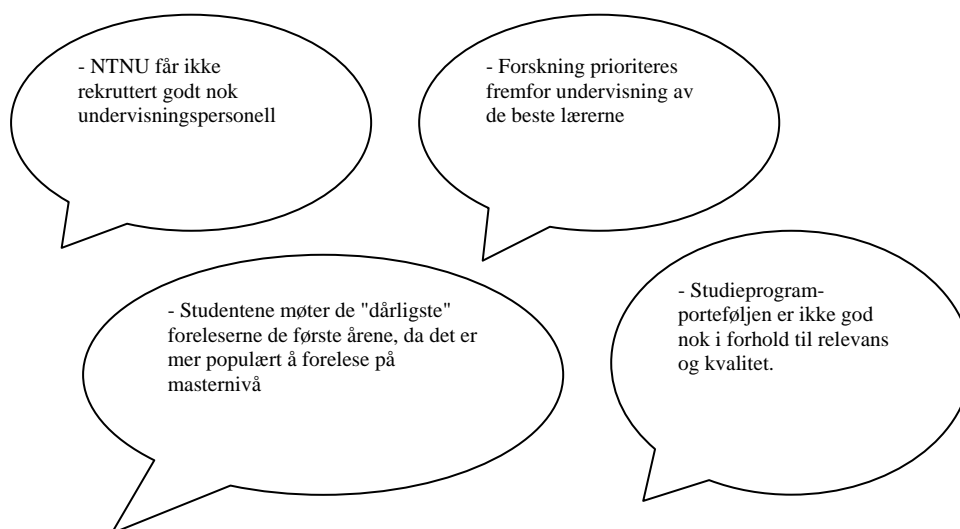 - NTNU får ikke
rekruttert godt nok
undervisningspersonell
- Forskning prioriteres
fremfor undervisning av
de beste lærerne
- Studentene møter de "dårligste"
foreleserne de første årene, da det er
mer populært å forelese på
masternivå
- Studieprogram-
porteføljen er ikke god
nok i forhold til relevans
og kvalitet.